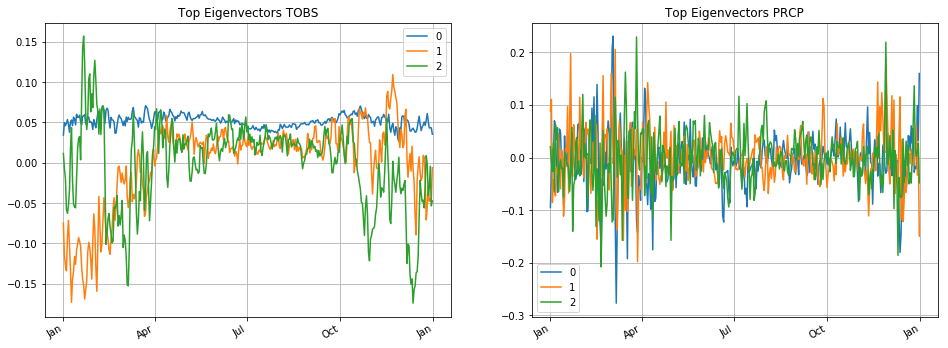 Top Eigenvectors TOBS
0.15
0.10
0.05
0.00
−0.05
−0.10
−0.15
Jan
Apr
Jul
Oct
Jan
0
1
2
Top Eigenvectors PRCP
0.2
0.1
0.0
−0.1
−0.2
−0.3
Jan
Apr
Jul
Oct
Jan
0
1
2